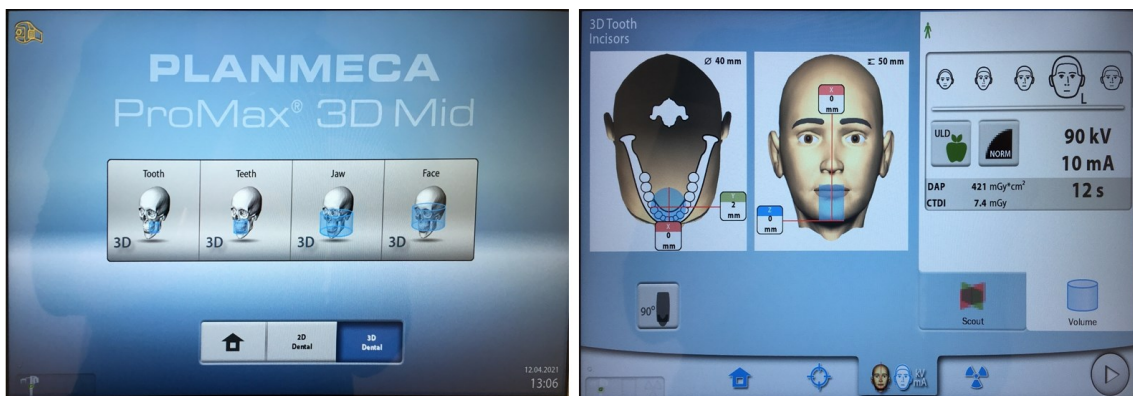 PLANMECA
ProMax® 3D Mid
Tooth
Teeth
Jaw
Face
3D
3D
3D
3D
2D
Dental
3D
Dental
12.04.2021
13:06
3D Tooth
Incisors
Ø 40 mm
50 mm
X
0
mm
Y
2
mm
Z
0
mm
X
0
mm
90°
L
ULD
NORM
90 kV
10 mA
DAP 421 mGy*cm²
12 s
CTDI 7.4 mGy
Scout
Volume
kV
mA